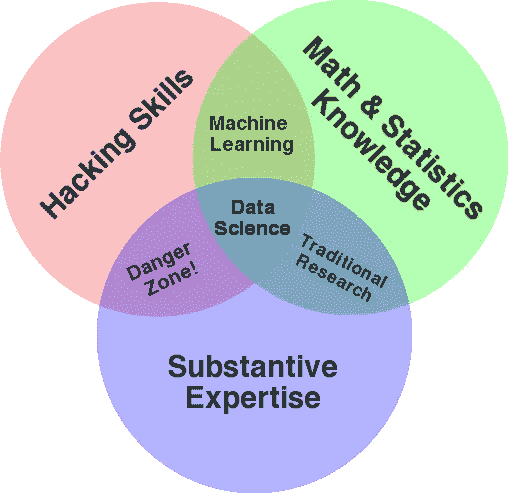 Hacking Skills
Math & Statistics
Knowledge
Machine
Learning
Data
Science
Danger
Zone!
Traditional
Research
Substantive
Expertise